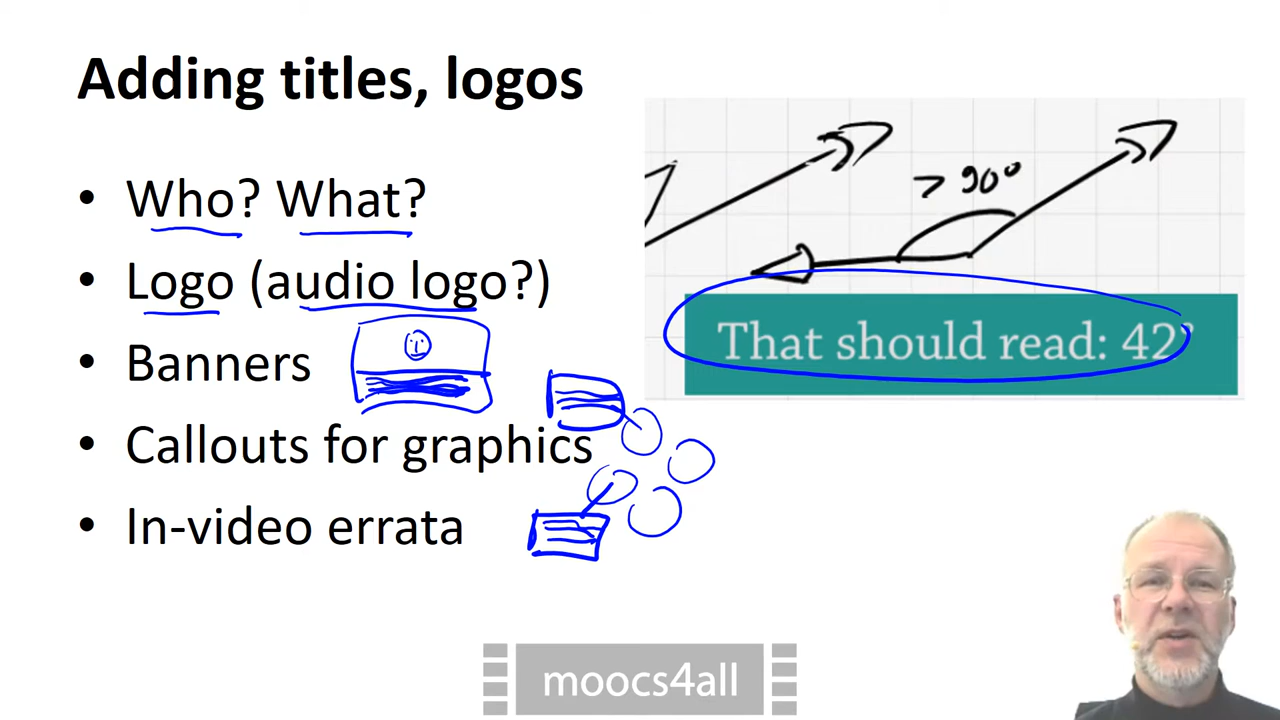 Adding titles, logos
• Who? What?
• Logo (audio logo?)
• Banners
• Callouts for graphics
• In-video errata
> 90°
That should read: 42°
moocs4all